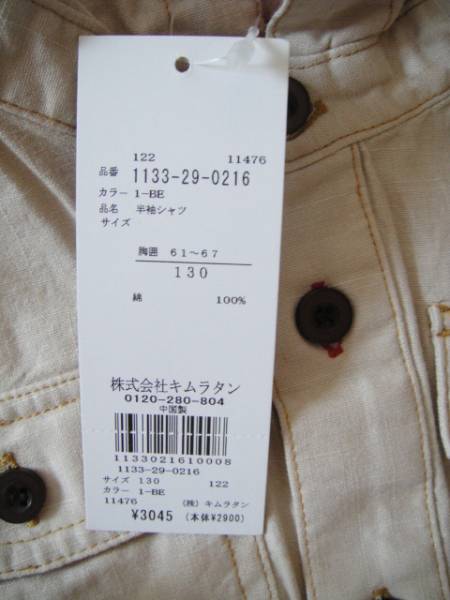 122 11476
品番 1133-29-0216
カラー 1-BE
品名 半袖シャツ
サイズ
胸囲 61～67
130
綿 100%
株式会社キムラタン
0120-280-804
中国製
1133021610008
1133-29-0216
サイズ 130 122
カラー 1-BE
11476 (株) キムラタン
¥3045 (本体¥2900)